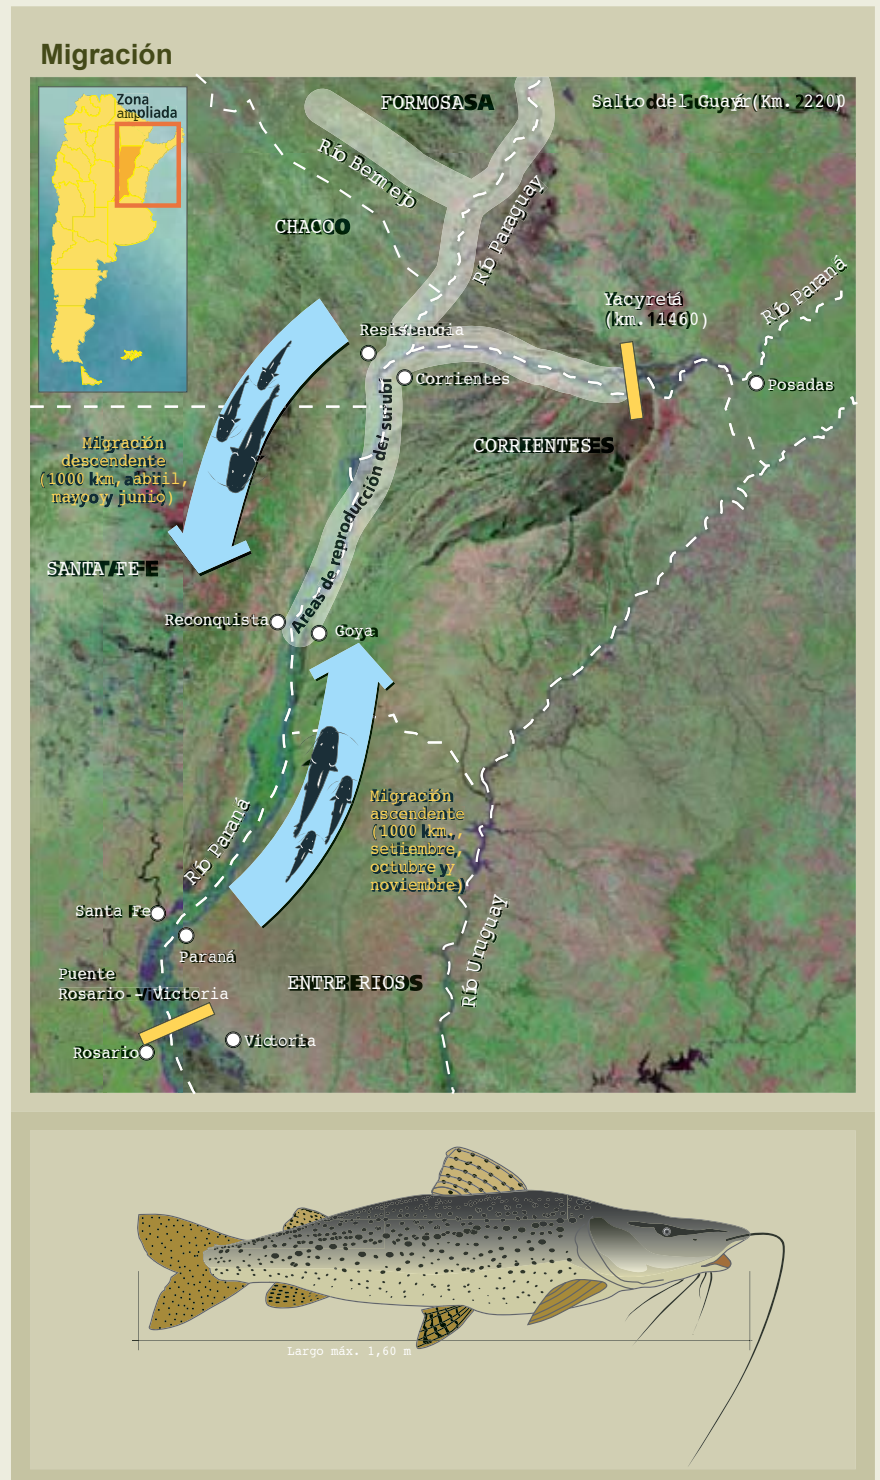 Migración
Zona
ampliada
FORMOSA
Salto del Guayrá (Km. 220)
Río Bermejo
CHACO
Río Paraguay
Yacyretá
(km. 1460)
Río Paraná
Resistencia
Corrientes
Posadas
Areas de reproducción del surubí
CORRIENTES
Migración
descendente
(1000 km, abril,
mayo y junio)
SANTA FE
Reconquista
Goya
Migración
ascendente
(1000 km.,
setiembre,
octubre y
noviembre)
Río Paraná
Santa Fe
Paraná
Río Uruguay
Puente
Rosario - Victoria
ENTRE RIOS
Rosario
Victoria
Largo máx. 1,60 m